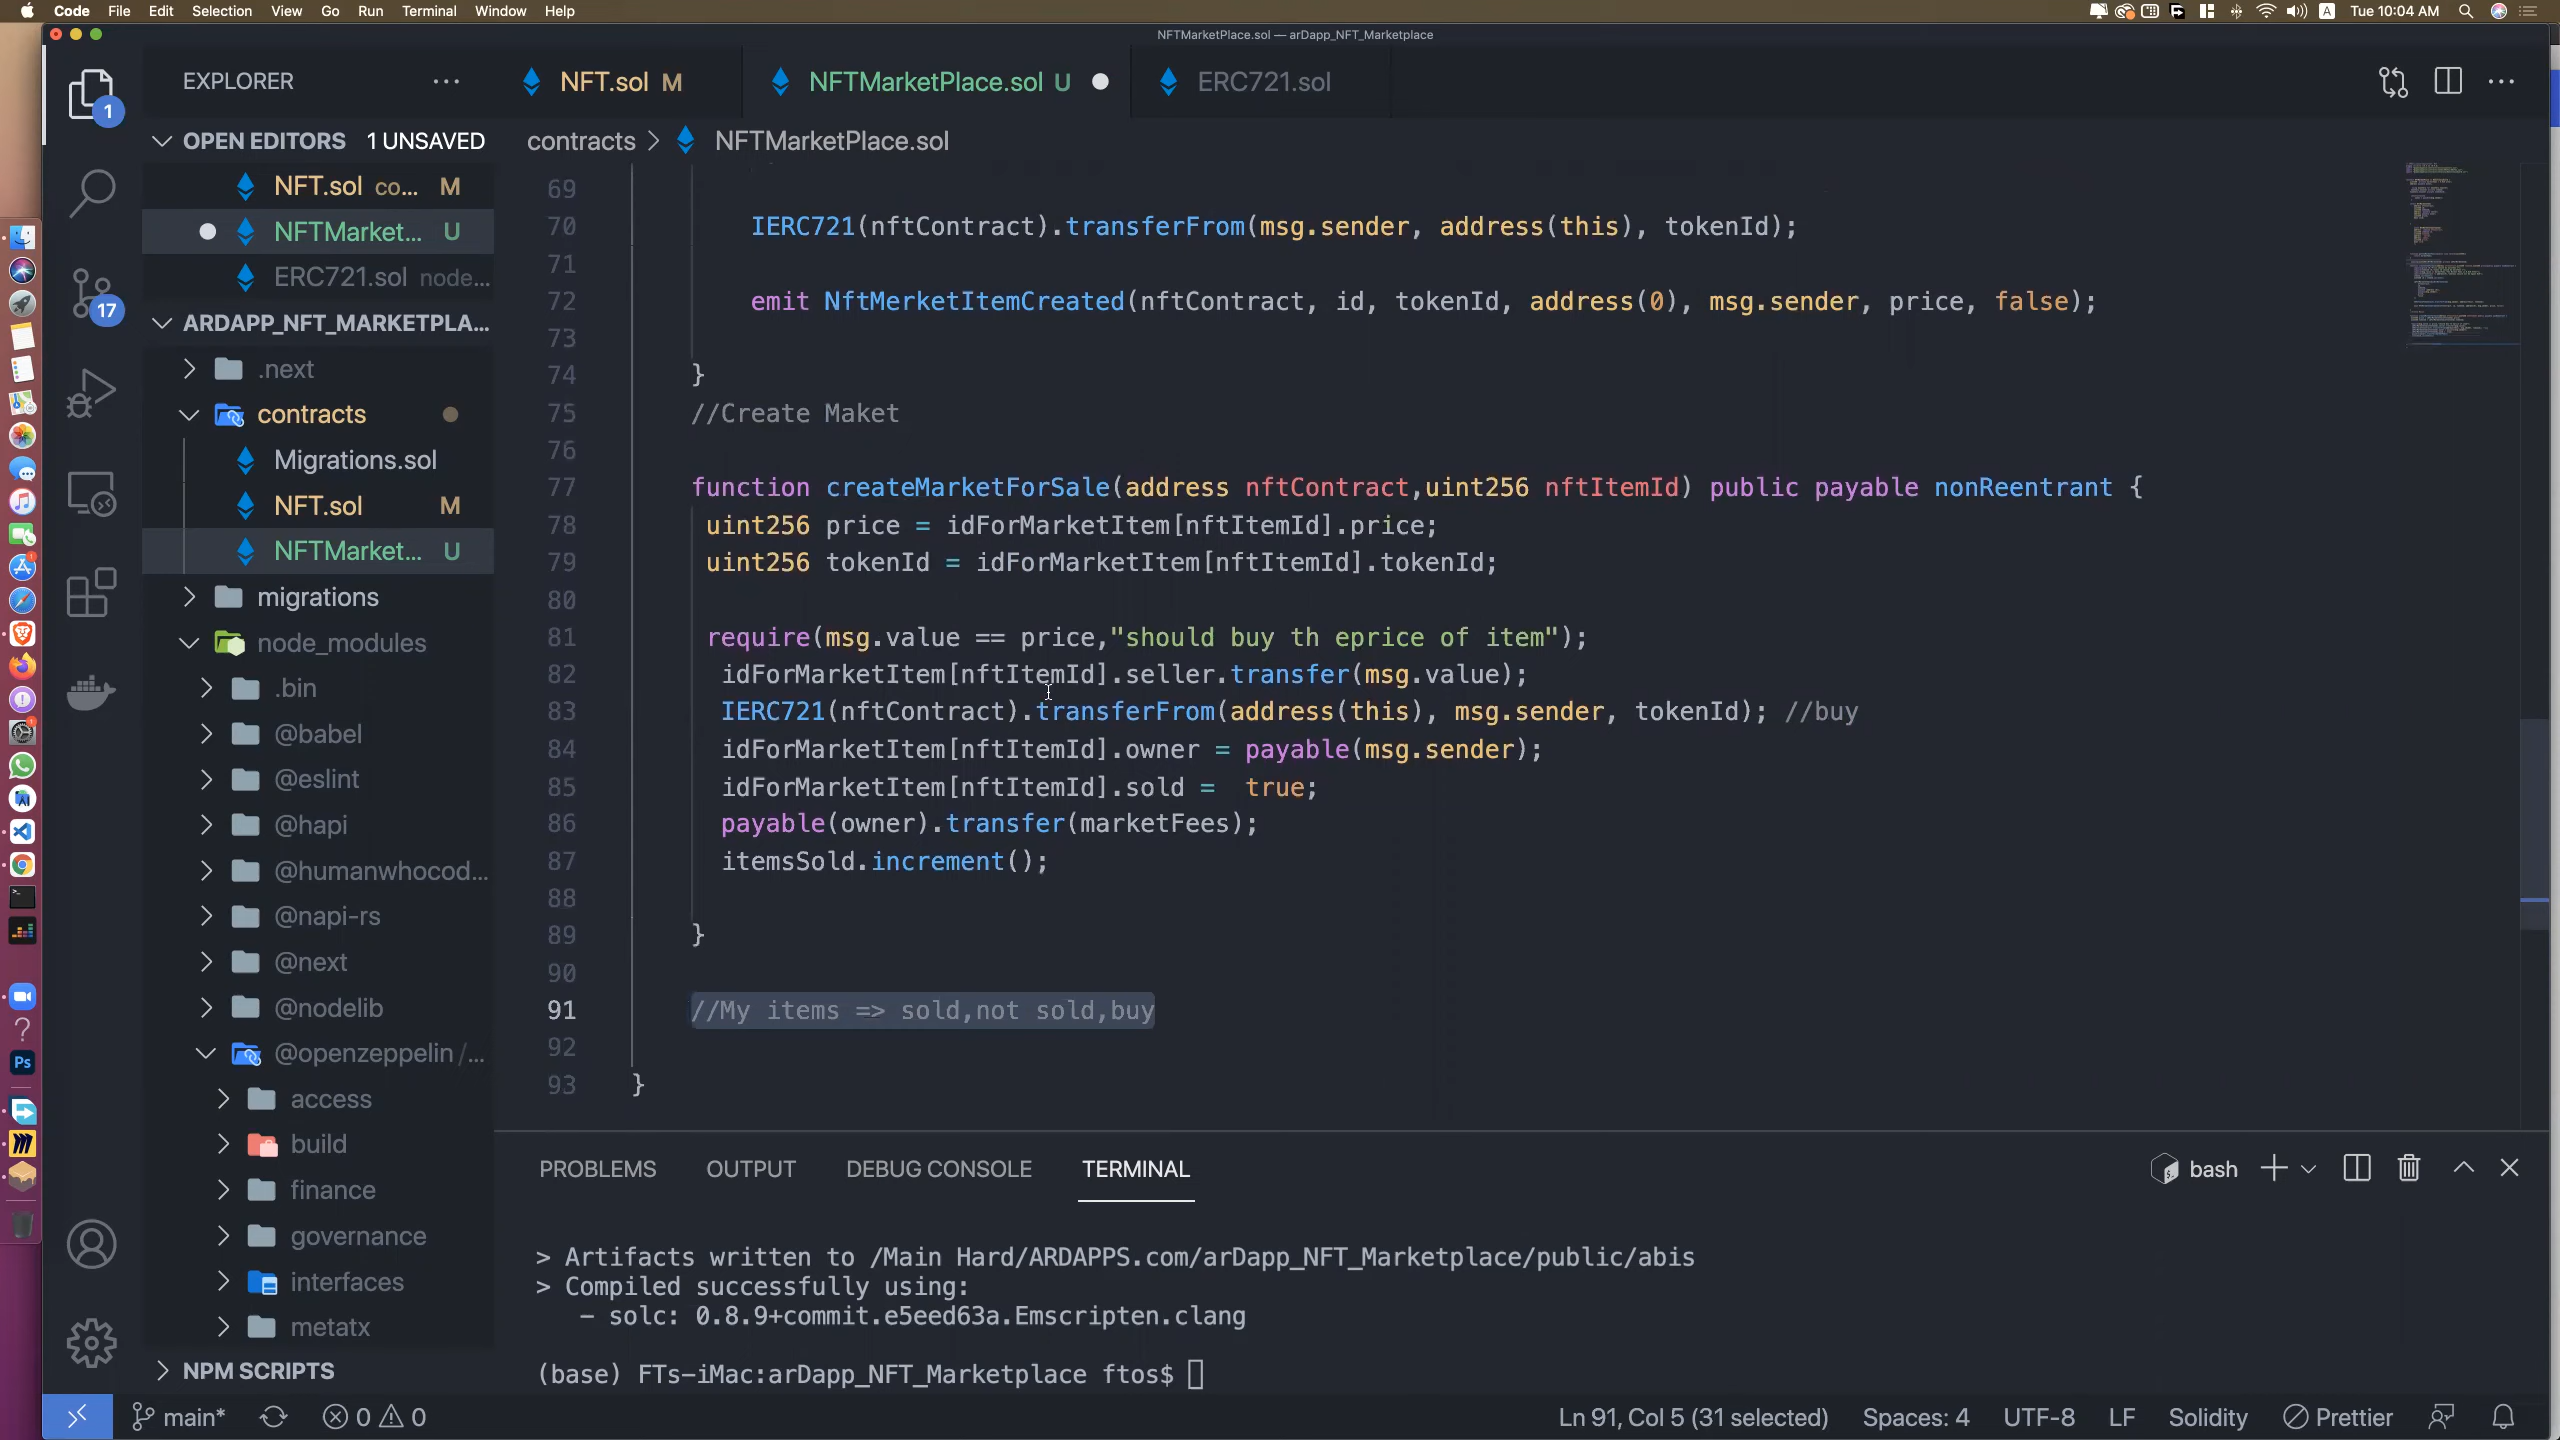 Code File Edit Selection View Go Run Terminal Window Help
A Tue 10:04 AM
NFTMarketPlace.sol — arDapp_NFT_Marketplace
EXPLORER
NFT.sol M
NFTMarketPlace.sol U
ERC721.sol
1
OPEN EDITORS 1 UNSAVED
NFT.sol co... M
NFTMarket... U
ERC721.sol node...
17
ARDAPP_NFT_MARKETPLA...
.next
contracts
Migrations.sol
NFT.sol M
NFTMarket... U
migrations
node_modules
.bin
@babel
@eslint
@hapi
@humanwhocod...
@napi-rs
@next
@nodelib
@openzeppelin/...
access
build
finance
governance
interfaces
metatx
NPM SCRIPTS
contracts > NFTMarketPlace.sol
69
70 IERC721(nftContract).transferFrom(msg.sender, address(this), tokenId);
71
72 emit NftMerketItemCreated(nftContract, id, tokenId, address(0), msg.sender, price, false);
73
74 }
75 //Create Maket
76
77 function createMarketForSale(address nftContract,uint256 nftItemId) public payable nonReentrant {
78 uint256 price = idForMarketItem[nftItemId].price;
79 uint256 tokenId = idForMarketItem[nftItemId].tokenId;
80
81 require(msg.value == price,"should buy th eprice of item");
82 idForMarketItem[nftItemId].seller.transfer(msg.value);
83 IERC721(nftContract).transferFrom(address(this), msg.sender, tokenId); //buy
84 idForMarketItem[nftItemId].owner = payable(msg.sender);
85 idForMarketItem[nftItemId].sold =  true;
86 payable(owner).transfer(marketFees);
87 itemsSold.increment();
88
89 }
90
91 //My items => sold,not sold,buy
92
93 }
PROBLEMS OUTPUT DEBUG CONSOLE TERMINAL
bash
> Artifacts written to /Main Hard/ARDAPPS.com/arDapp_NFT_Marketplace/public/abis
> Compiled successfully using:
- solc: 0.8.9+commit.e5eed63a.Emscripten.clang
(base) FTs-iMac:arDapp_NFT_Marketplace ftos$
Ps
main* 0 0 Ln 91, Col 5 (31 selected) Spaces: 4 UTF-8 LF Solidity Prettier